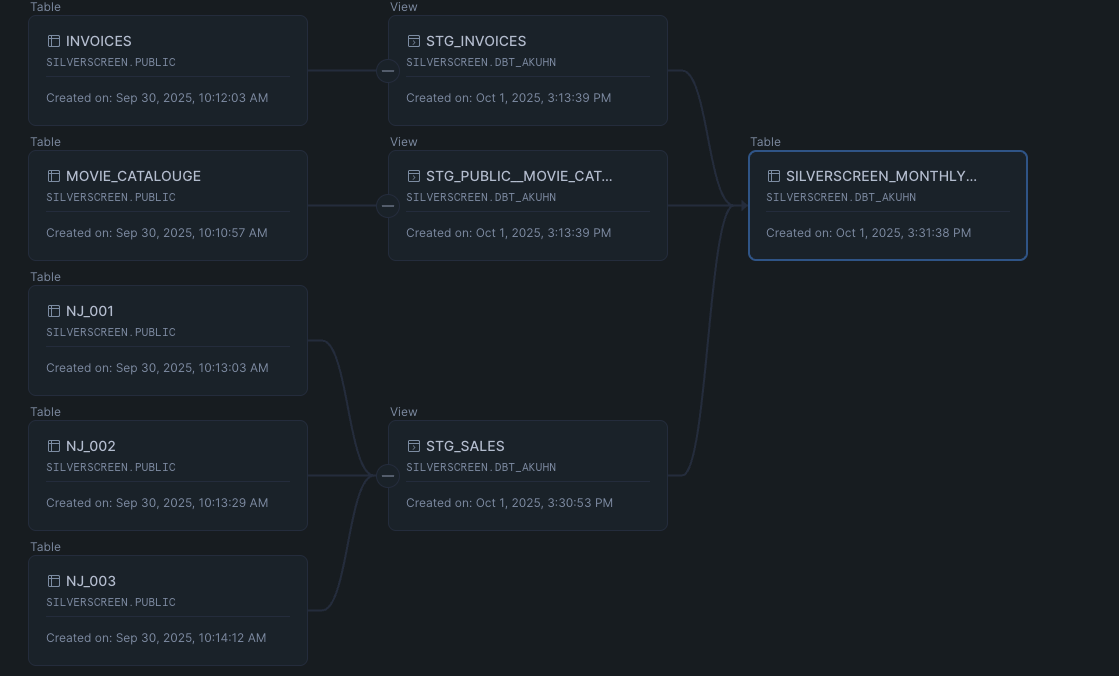 Table
INVOICES
SILVERSCREEN.PUBLIC
Created on: Sep 30, 2025, 10:12:03 AM
View
STG_INVOICES
SILVERSCREEN.DBT_AKUHN
Created on: Oct 1, 2025, 3:13:39 PM
Table
MOVIE_CATALOUGE
SILVERSCREEN.PUBLIC
Created on: Sep 30, 2025, 10:10:57 AM
View
STG_PUBLIC__MOVIE_CAT...
SILVERSCREEN.DBT_AKUHN
Created on: Oct 1, 2025, 3:13:39 PM
Table
SILVERSCREEN_MONTHLY...
SILVERSCREEN.DBT_AKUHN
Created on: Oct 1, 2025, 3:31:38 PM
Table
NJ_001
SILVERSCREEN.PUBLIC
Created on: Sep 30, 2025, 10:13:03 AM
Table
NJ_002
SILVERSCREEN.PUBLIC
Created on: Sep 30, 2025, 10:13:29 AM
View
STG_SALES
SILVERSCREEN.DBT_AKUHN
Created on: Oct 1, 2025, 3:30:53 PM
Table
NJ_003
SILVERSCREEN.PUBLIC
Created on: Sep 30, 2025, 10:14:12 AM